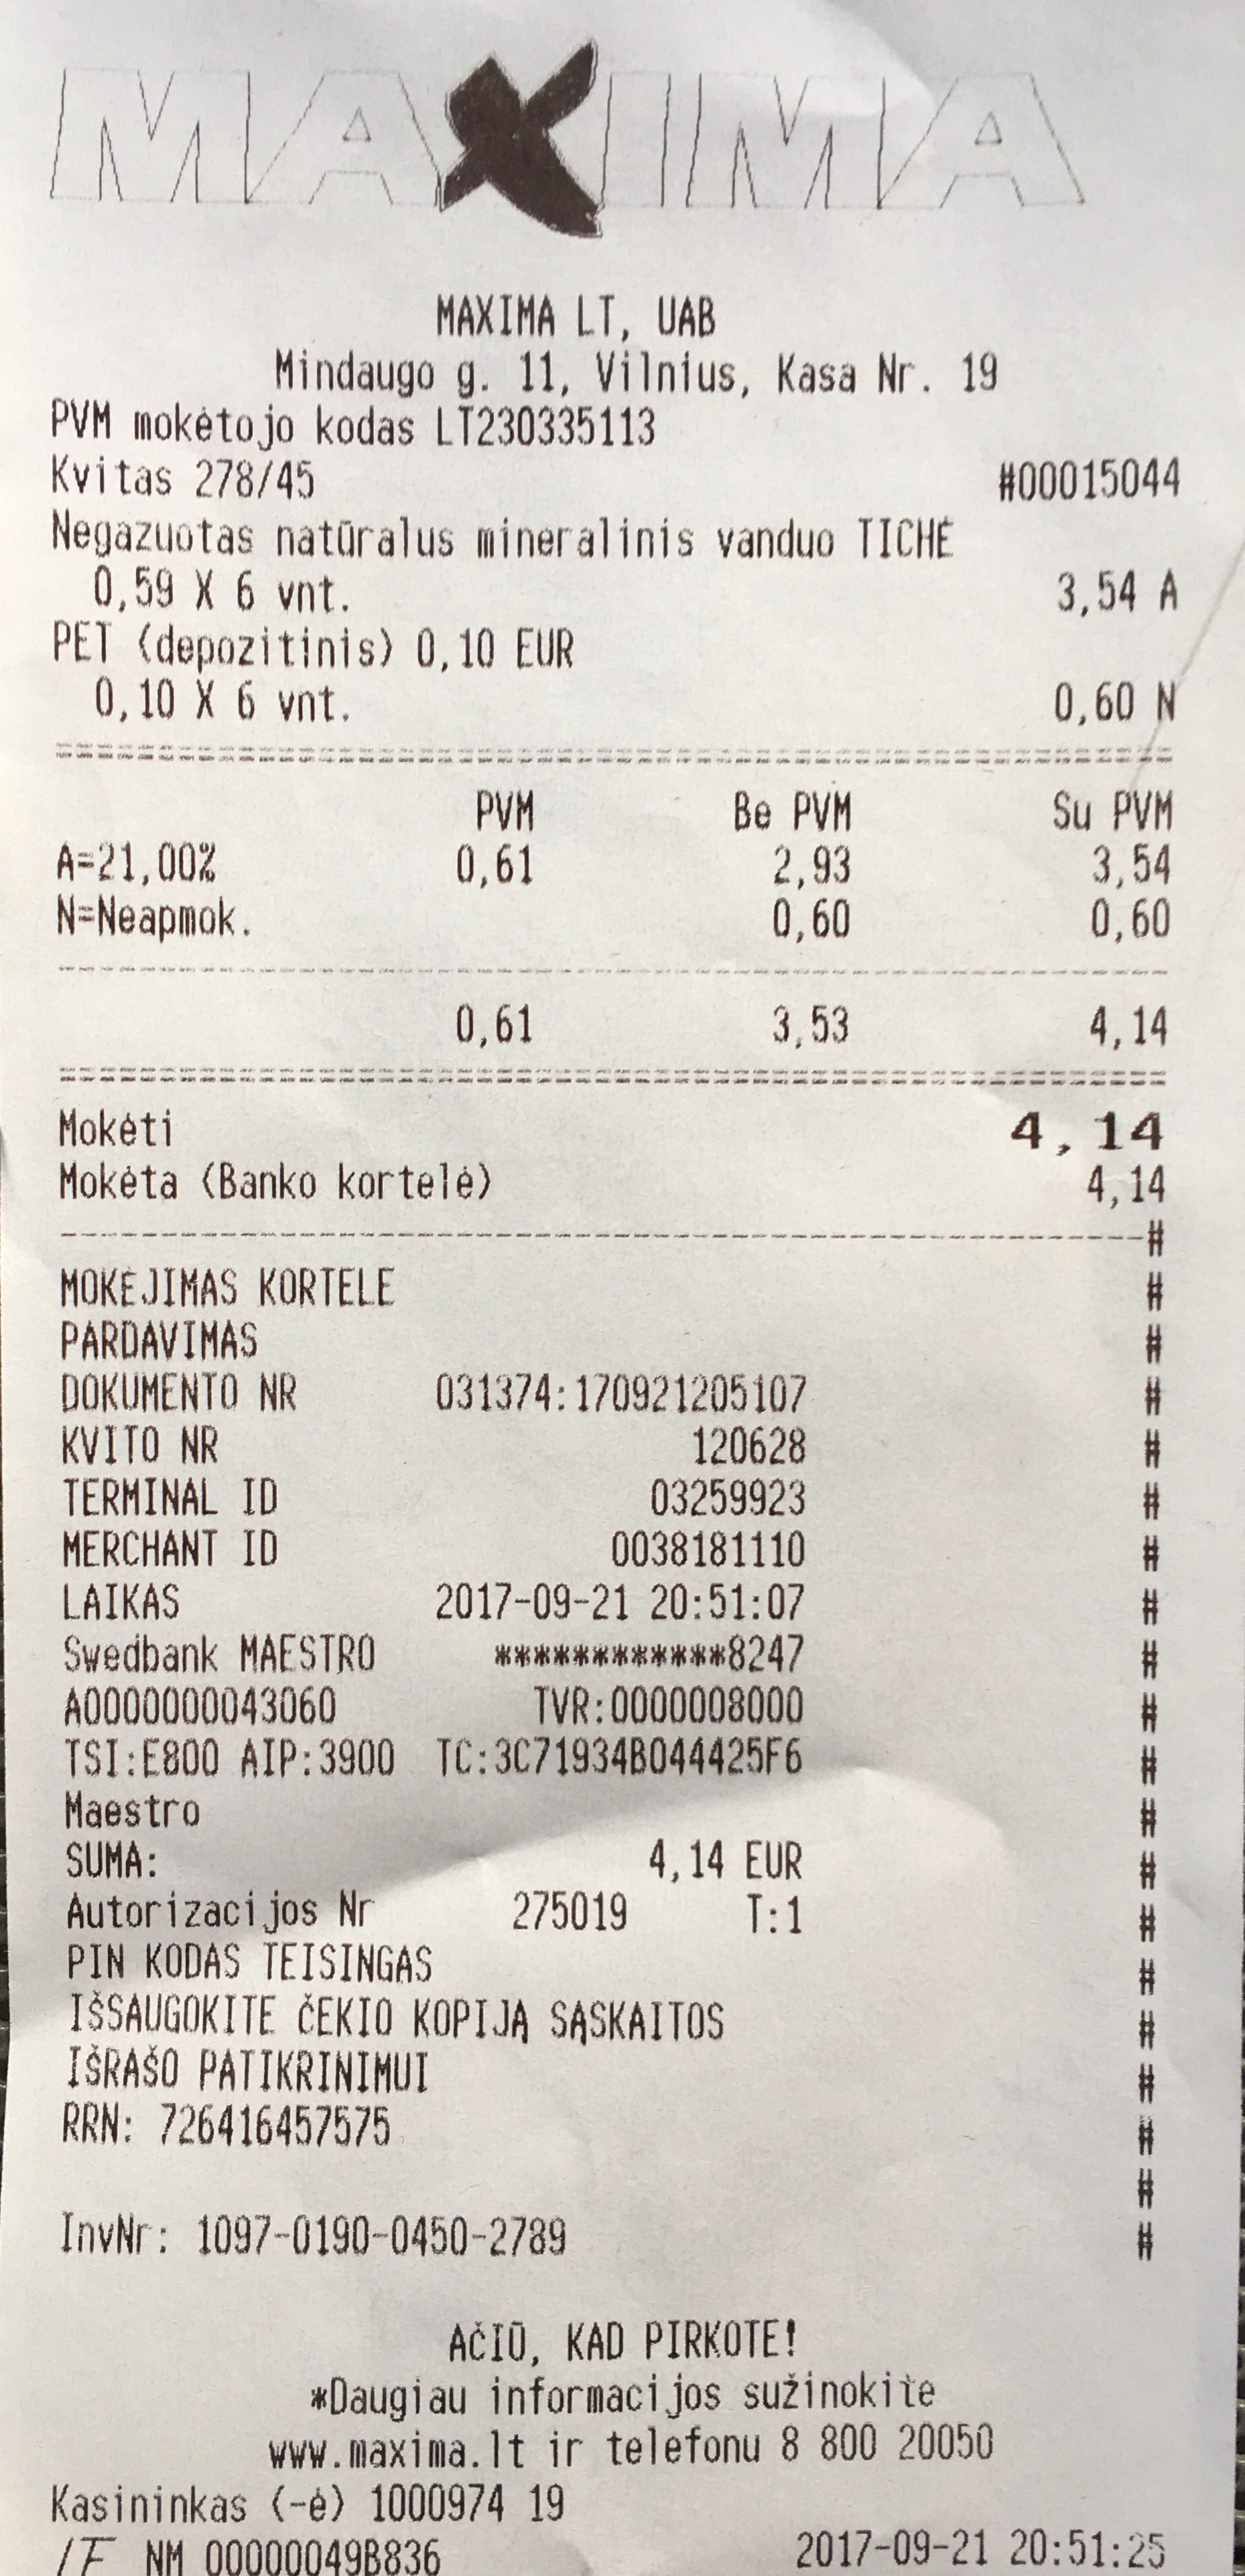 MAXIMA
MAXIMA LT, UAB
Mindaugo g. 11, Vilnius, Kasa Nr. 19
PVM mokėtojo kodas LT230335113
Kvitas 278/45 #00015044
Negazuotas natūralus mineralinis vanduo TICHĖ
0,59 X 6 vnt. 3,54 A
PET (depozitinis) 0,10 EUR
0,10 X 6 vnt. 0,60 N
PVM Be PVM Su PVM
A=21,00% 0,61 2,93 3,54
N=Neapmok. 0,60 0,60
0,61 3,53 4,14
Mokėti 4,14
Mokėta (Banko kortelė) 4,14
#
MOKĖJIMAS KORTELE #
PARDAVIMAS #
DOKUMENTO NR 031374:170921205107 #
KVITO NR 120628 #
TERMINAL ID 03259923 #
MERCHANT ID 0038181110 #
LAIKAS 2017-09-21 20:51:07 #
Swedbank MAESTRO ************8247 #
A0000000043060 TVR:0000008000 #
TSI:E800 AIP:3900 TC:3C71934B044425F6 #
Maestro #
SUMA: 4,14 EUR #
Autorizacijos Nr 275019 T:1 #
PIN KODAS TEISINGAS #
IŠSAUGOKITE ČEKIO KOPIJĄ SĄSKAITOS #
IŠRAŠO PATIKRINIMUI #
RRN: 726416457575 #
#
InvNr: 1097-0190-0450-2789 #
AČIŪ, KAD PIRKOTE!
*Daugiau informacijos sužinokite
www.maxima.lt ir telefonu 8 800 20050
Kasininkas (-ė) 1000974 19
LF NM 00000049B836 2017-09-21 20:51:25